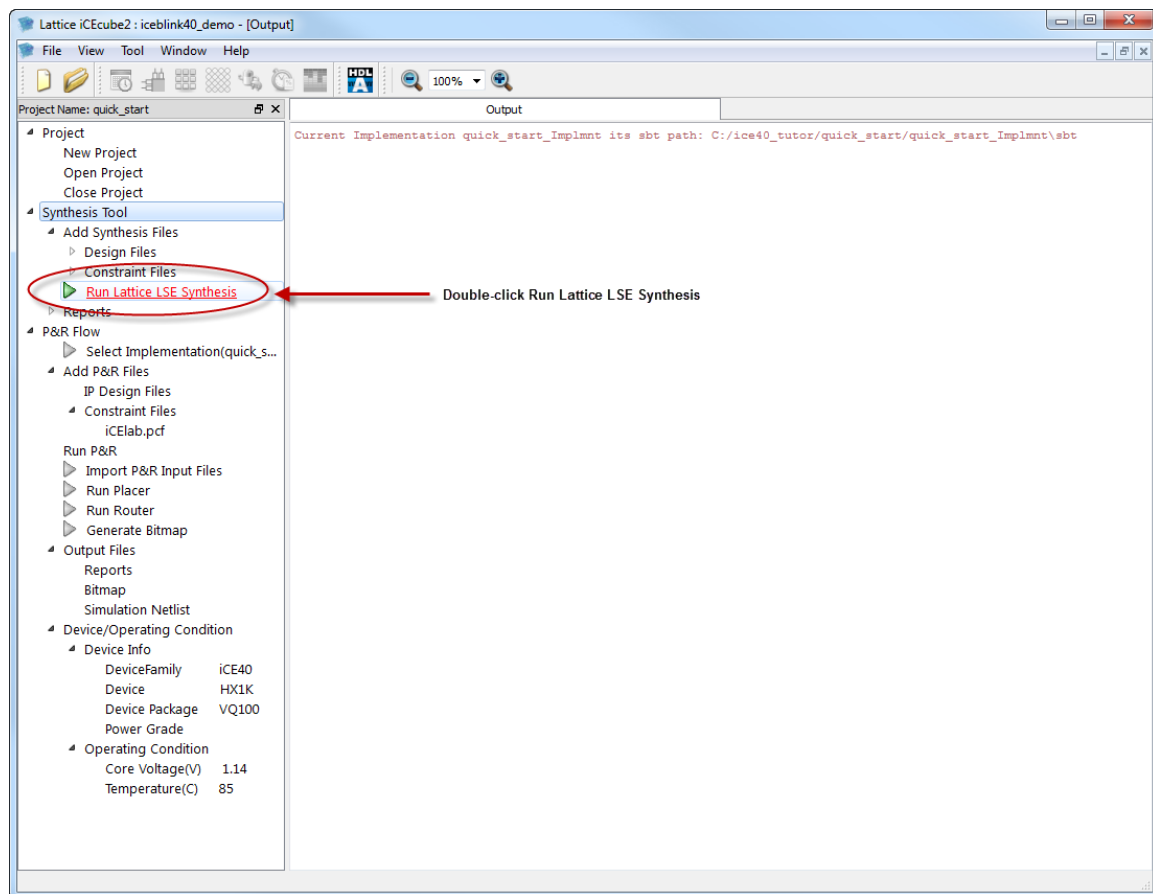 Lattice iCEcube2 : iceblink40_demo - [Output]
File View Tool Window Help
HDL
A
100%
Project Name: quick_start
Output
Project
New Project
Open Project
Close Project
Synthesis Tool
Add Synthesis Files
Design Files
Constraint Files
Run Lattice LSE Synthesis
Reports
P&R Flow
Select Implementation(quick_s...
Add P&R Files
IP Design Files
Constraint Files
iCElab.pcf
Run P&R
Import P&R Input Files
Run Placer
Run Router
Generate Bitmap
Output Files
Reports
Bitmap
Simulation Netlist
Device/Operating Condition
Device Info
DeviceFamily iCE40
Device HX1K
Device Package VQ100
Power Grade
Operating Condition
Core Voltage(V) 1.14
Temperature(C) 85
Current Implementation quick_start_Implmnt its sbt path: C:/ice40_tutor/quick_start/quick_start_Implmnt\sbt
Double-click Run Lattice LSE Synthesis